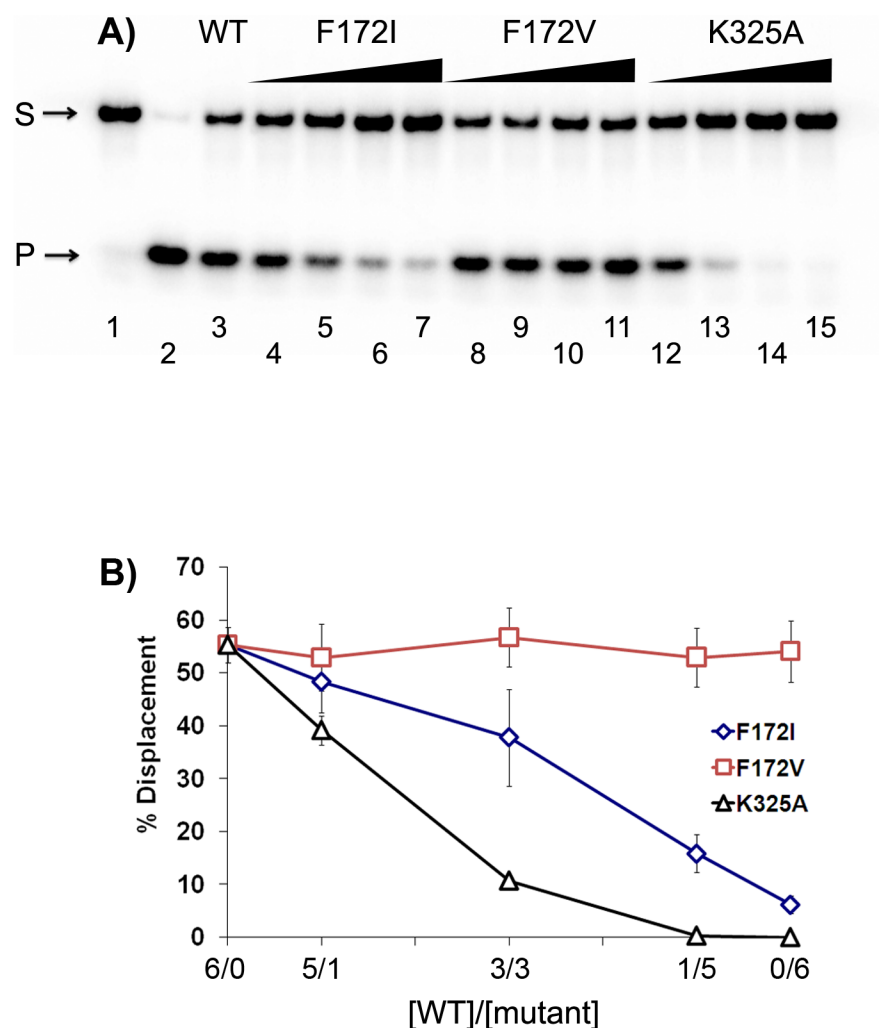 A) WT F172I F172V K325A
S →
P →
1 3 5 7 9 11 13 15
2 4 6 8 10 12 14
B)
70
60
50
40
30
20
10
0
% Displacement
F172I
F172V
K325A
6/0 5/1 3/3 1/5 0/6
[WT]/[mutant]